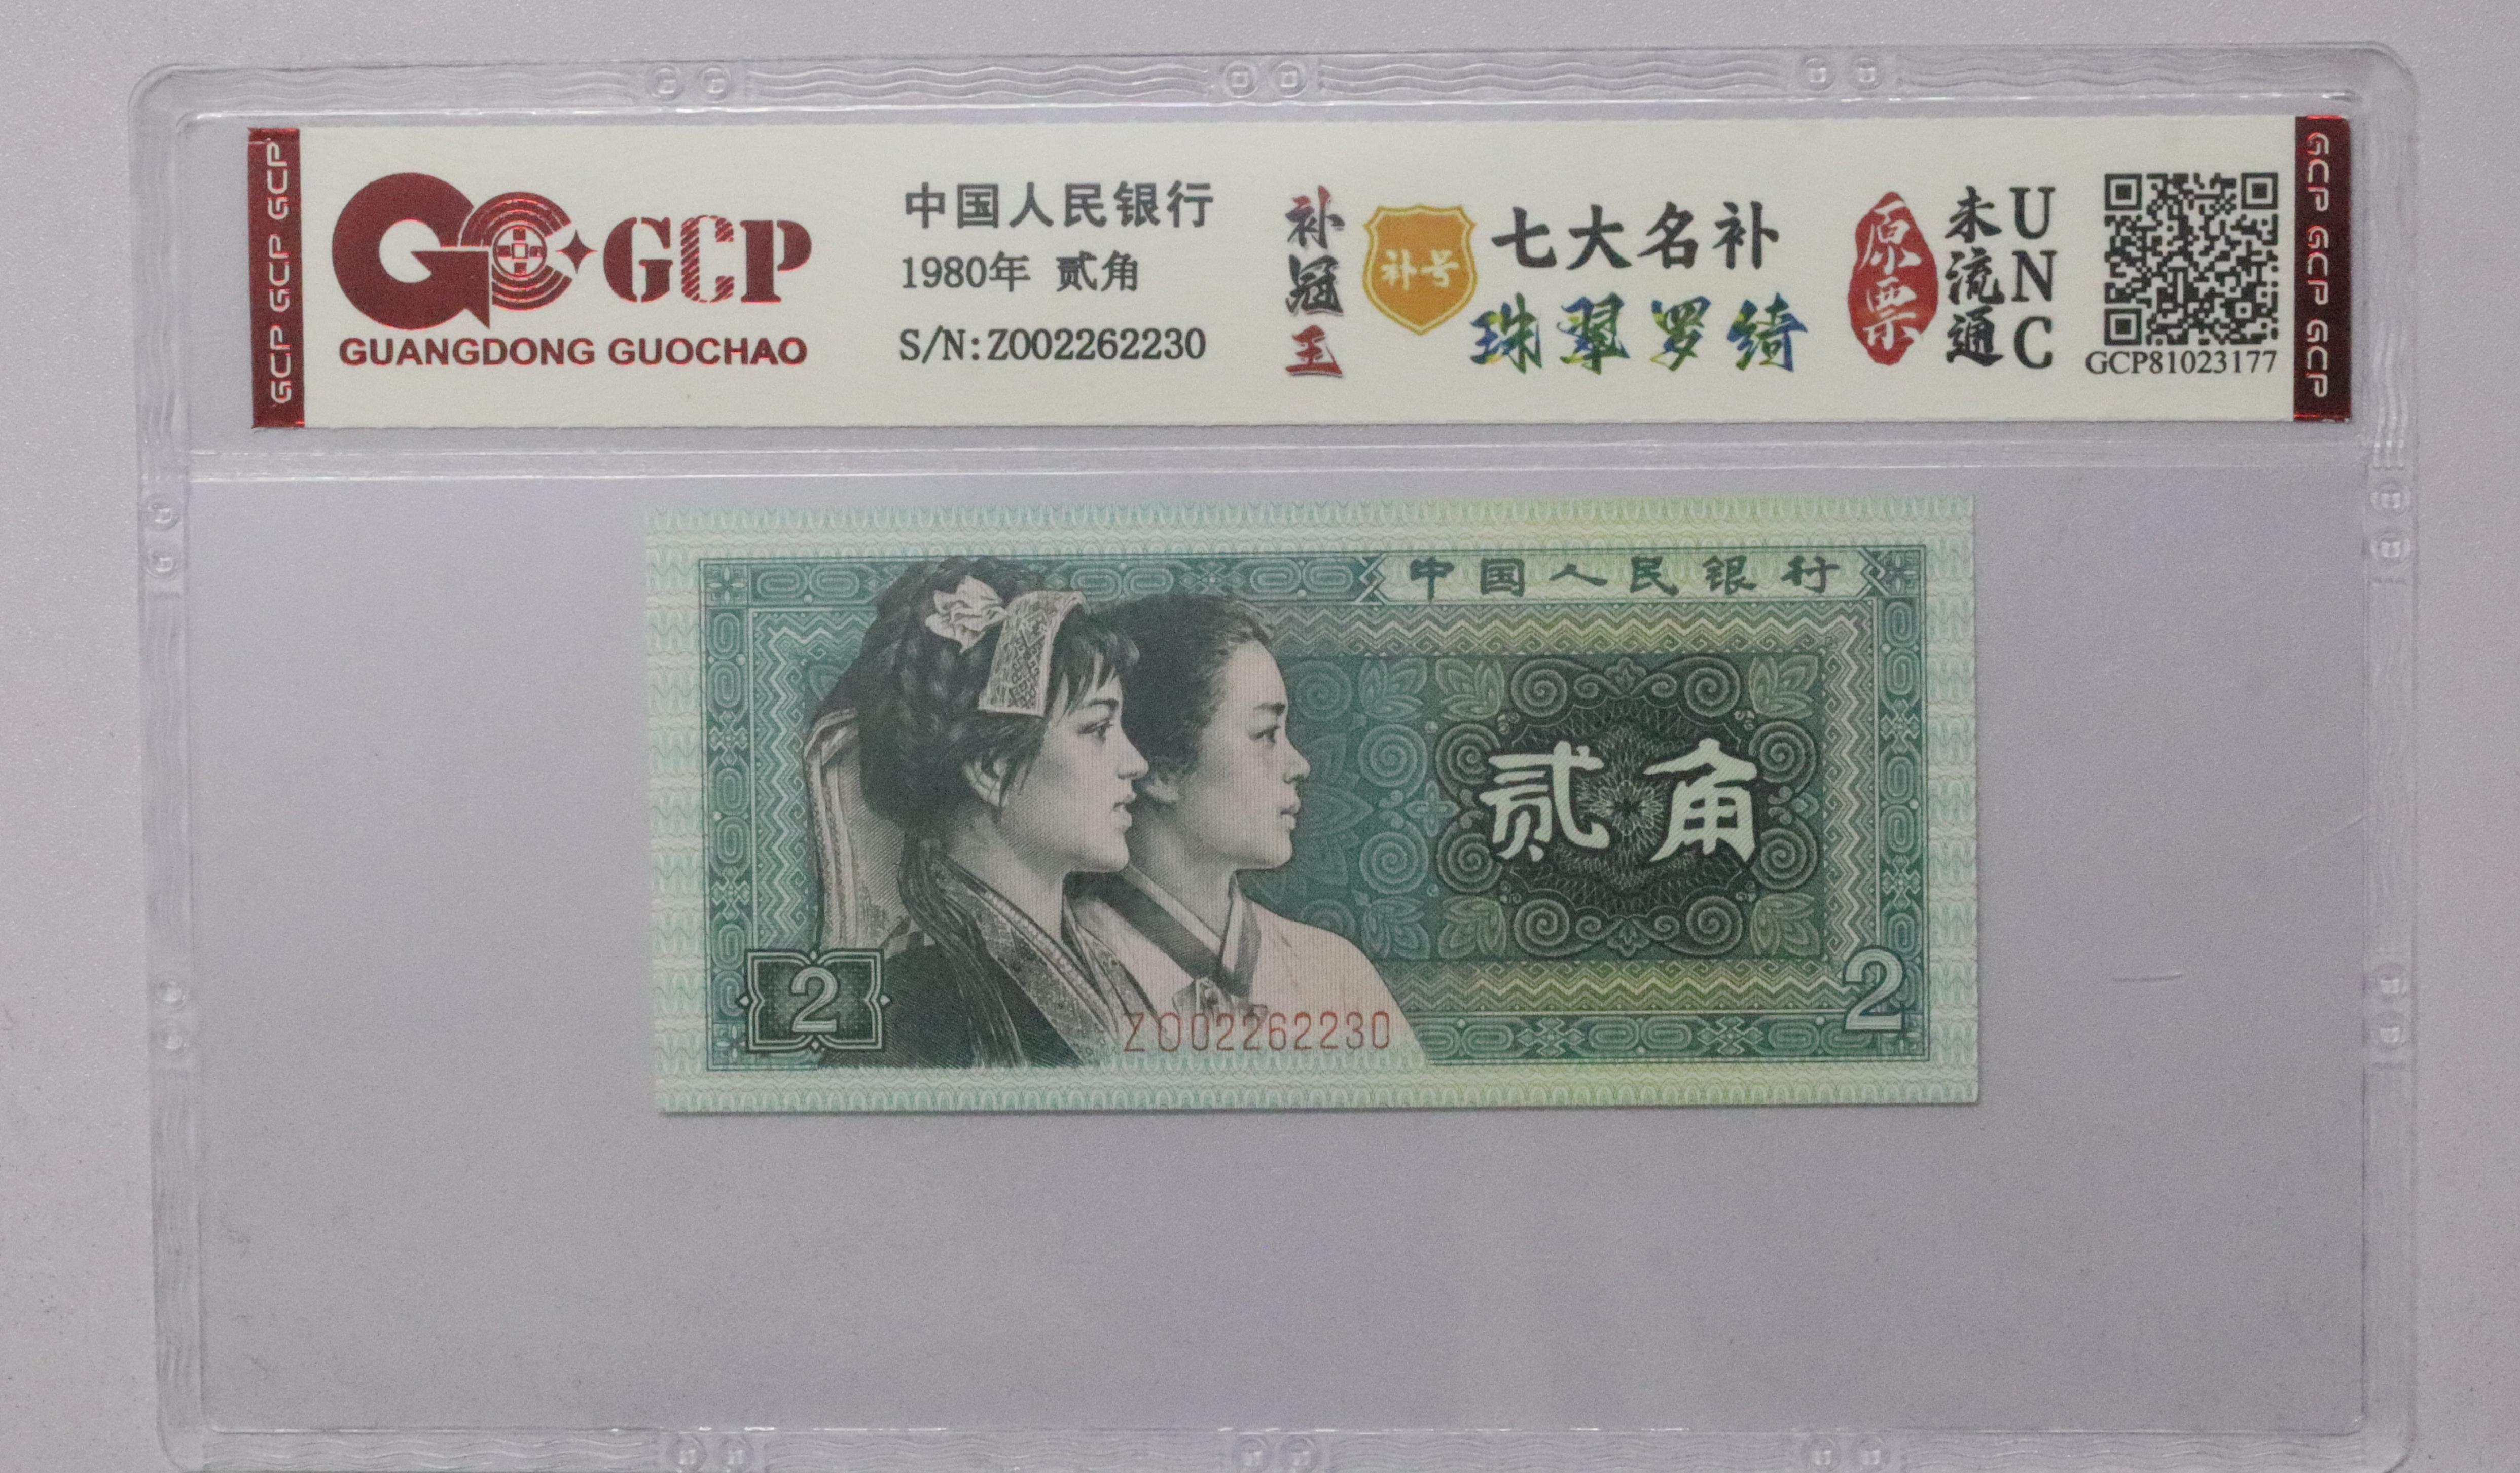 GCP GCP GCP
GCP
GUANGDONG GUOCHAO
中国人民银行
1980年 贰角
S/N:ZO02262230
补冠王
补号
七大名补
珠翠罗绮
原票
未流通
UNC
GCP81023177
GCP GCP GCP
中国人民银行
贰角
2
2
ZO02262230